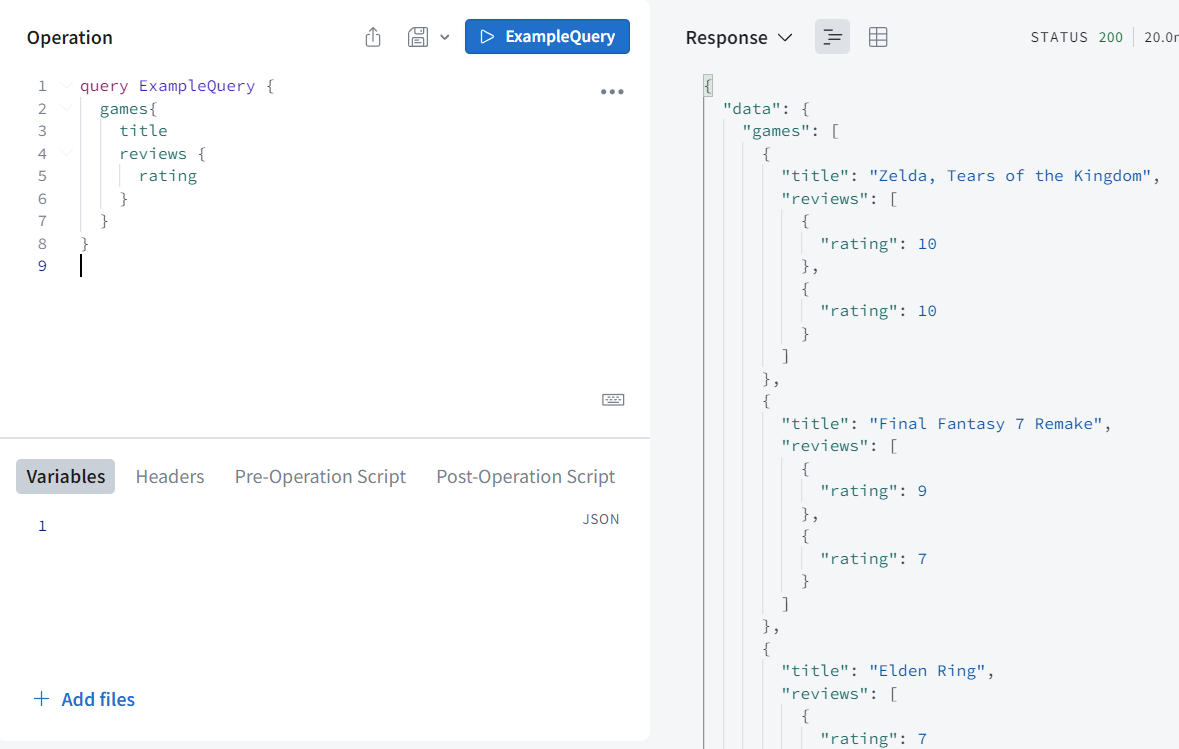 Operation
ExampleQuery
1 query ExampleQuery {
2 games{
3 title
4 reviews {
5 rating
6 }
7 }
8 }
9
Variables Headers Pre-Operation Script Post-Operation Script
1
JSON
+ Add files
Response
STATUS 200
{
"data": {
"games": [
{
"title": "Zelda, Tears of the Kingdom",
"reviews": [
{
"rating": 10
},
{
"rating": 10
}
]
},
{
"title": "Final Fantasy 7 Remake",
"reviews": [
{
"rating": 9
},
{
"rating": 7
}
]
},
{
"title": "Elden Ring",
"reviews": [
{
"rating": 7